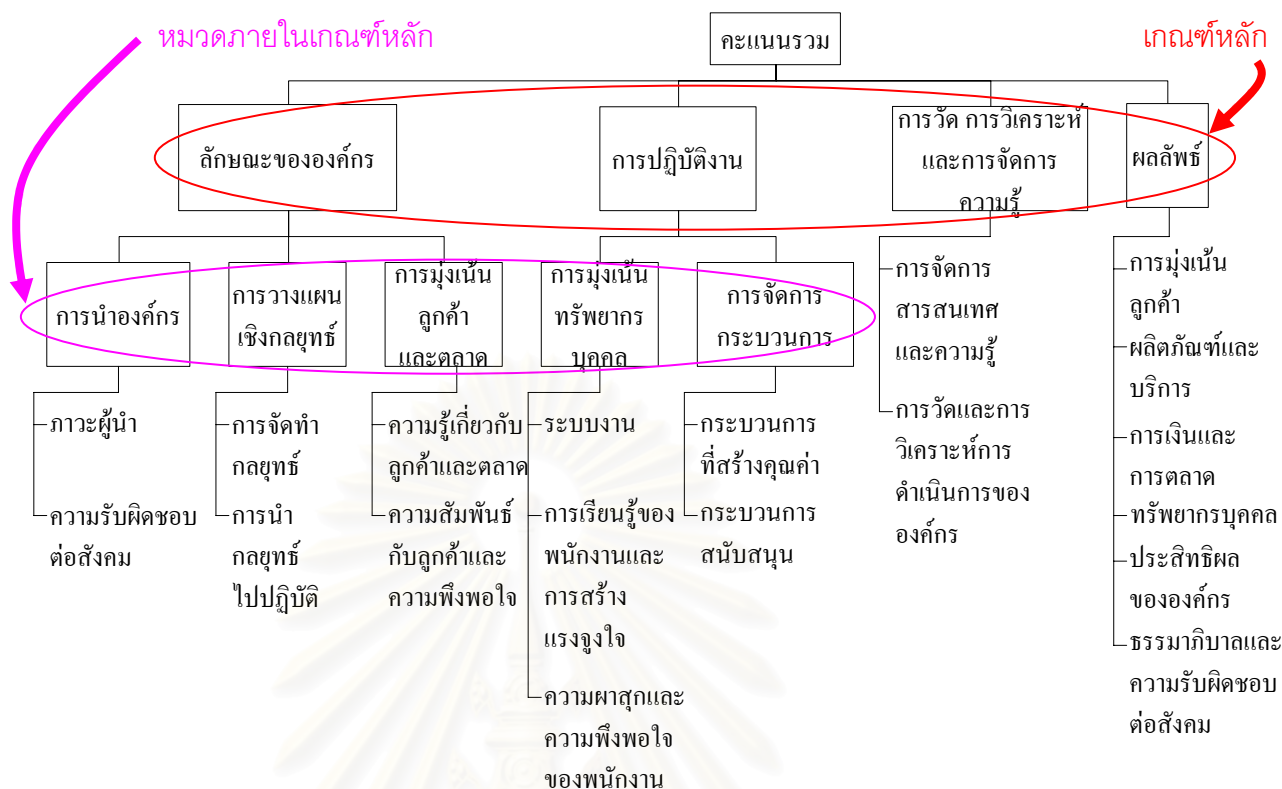 หมวดภายในเกณฑ์หลัก
คะแนนรวม
เกณฑ์หลัก
ลักษณะขององค์กร
การปฏิบัติงาน
การวัด การวิเคราะห์
และการจัดการ
ความรู้
ผลลัพธ์
การนำองค์กร
การวางแผน
เชิงกลยุทธ์
การมุ่งเน้น
ลูกค้า
และตลาด
การมุ่งเน้น
ทรัพยากร
บุคคล
การจัดการ
กระบวนการ
ภาวะผู้นำ
ความรับผิดชอบ
ต่อสังคม
การจัดทำ
กลยุทธ์
การนำ
กลยุทธ์
ไปปฏิบัติ
ความรู้เกี่ยวกับ
ลูกค้าและตลาด
ความสัมพันธ์
กับลูกค้าและ
ความพึงพอใจ
ระบบงาน
การเรียนรู้ของ
พนักงานและ
การสร้าง
แรงจูงใจ
ความผาสุกและ
ความพึงพอใจ
ของพนักงาน
กระบวนการ
ที่สร้างคุณค่า
กระบวนการ
สนับสนุน
การจัดการ
สารสนเทศ
และความรู้
การวัดและการ
วิเคราะห์การ
ดำเนินการของ
องค์กร
การมุ่งเน้น
ลูกค้า
ผลิตภัณฑ์และ
บริการ
การเงินและ
การตลาด
ทรัพยากรบุคคล
ประสิทธิผล
ขององค์กร
ธรรมาภิบาลและ
ความรับผิดชอบ
ต่อสังคม